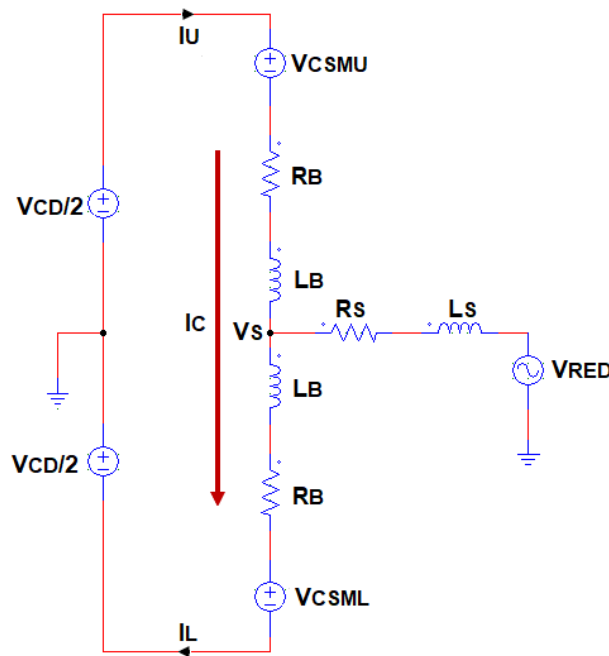 IU
VCSMU
RB
VCD/2
LB
IC
VS
RS
LS
VRED
LB
VCD/2
RB
VCSML
IL